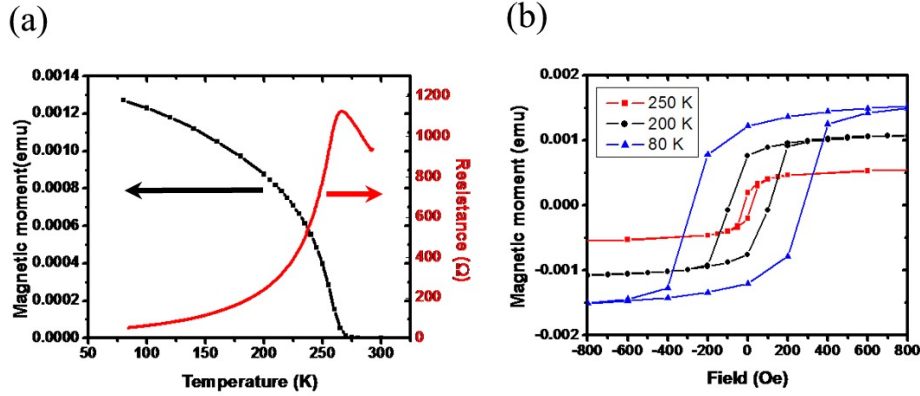 (a)
(b)
Magnetic moment(emu)
0.0014
0.0012
0.0010
0.0008
0.0006
0.0004
0.0002
0.0000
50 100 150 200 250 300
Temperature (K)
1200
1000
800
600
400
200
0
Resistance (Ω)
Magnetic moment (emu)
0.002
0.001
0.000
-0.001
-0.002
250 K
200 K
80 K
-800 -600 -400 -200 0 200 400 600 800
Field (Oe)